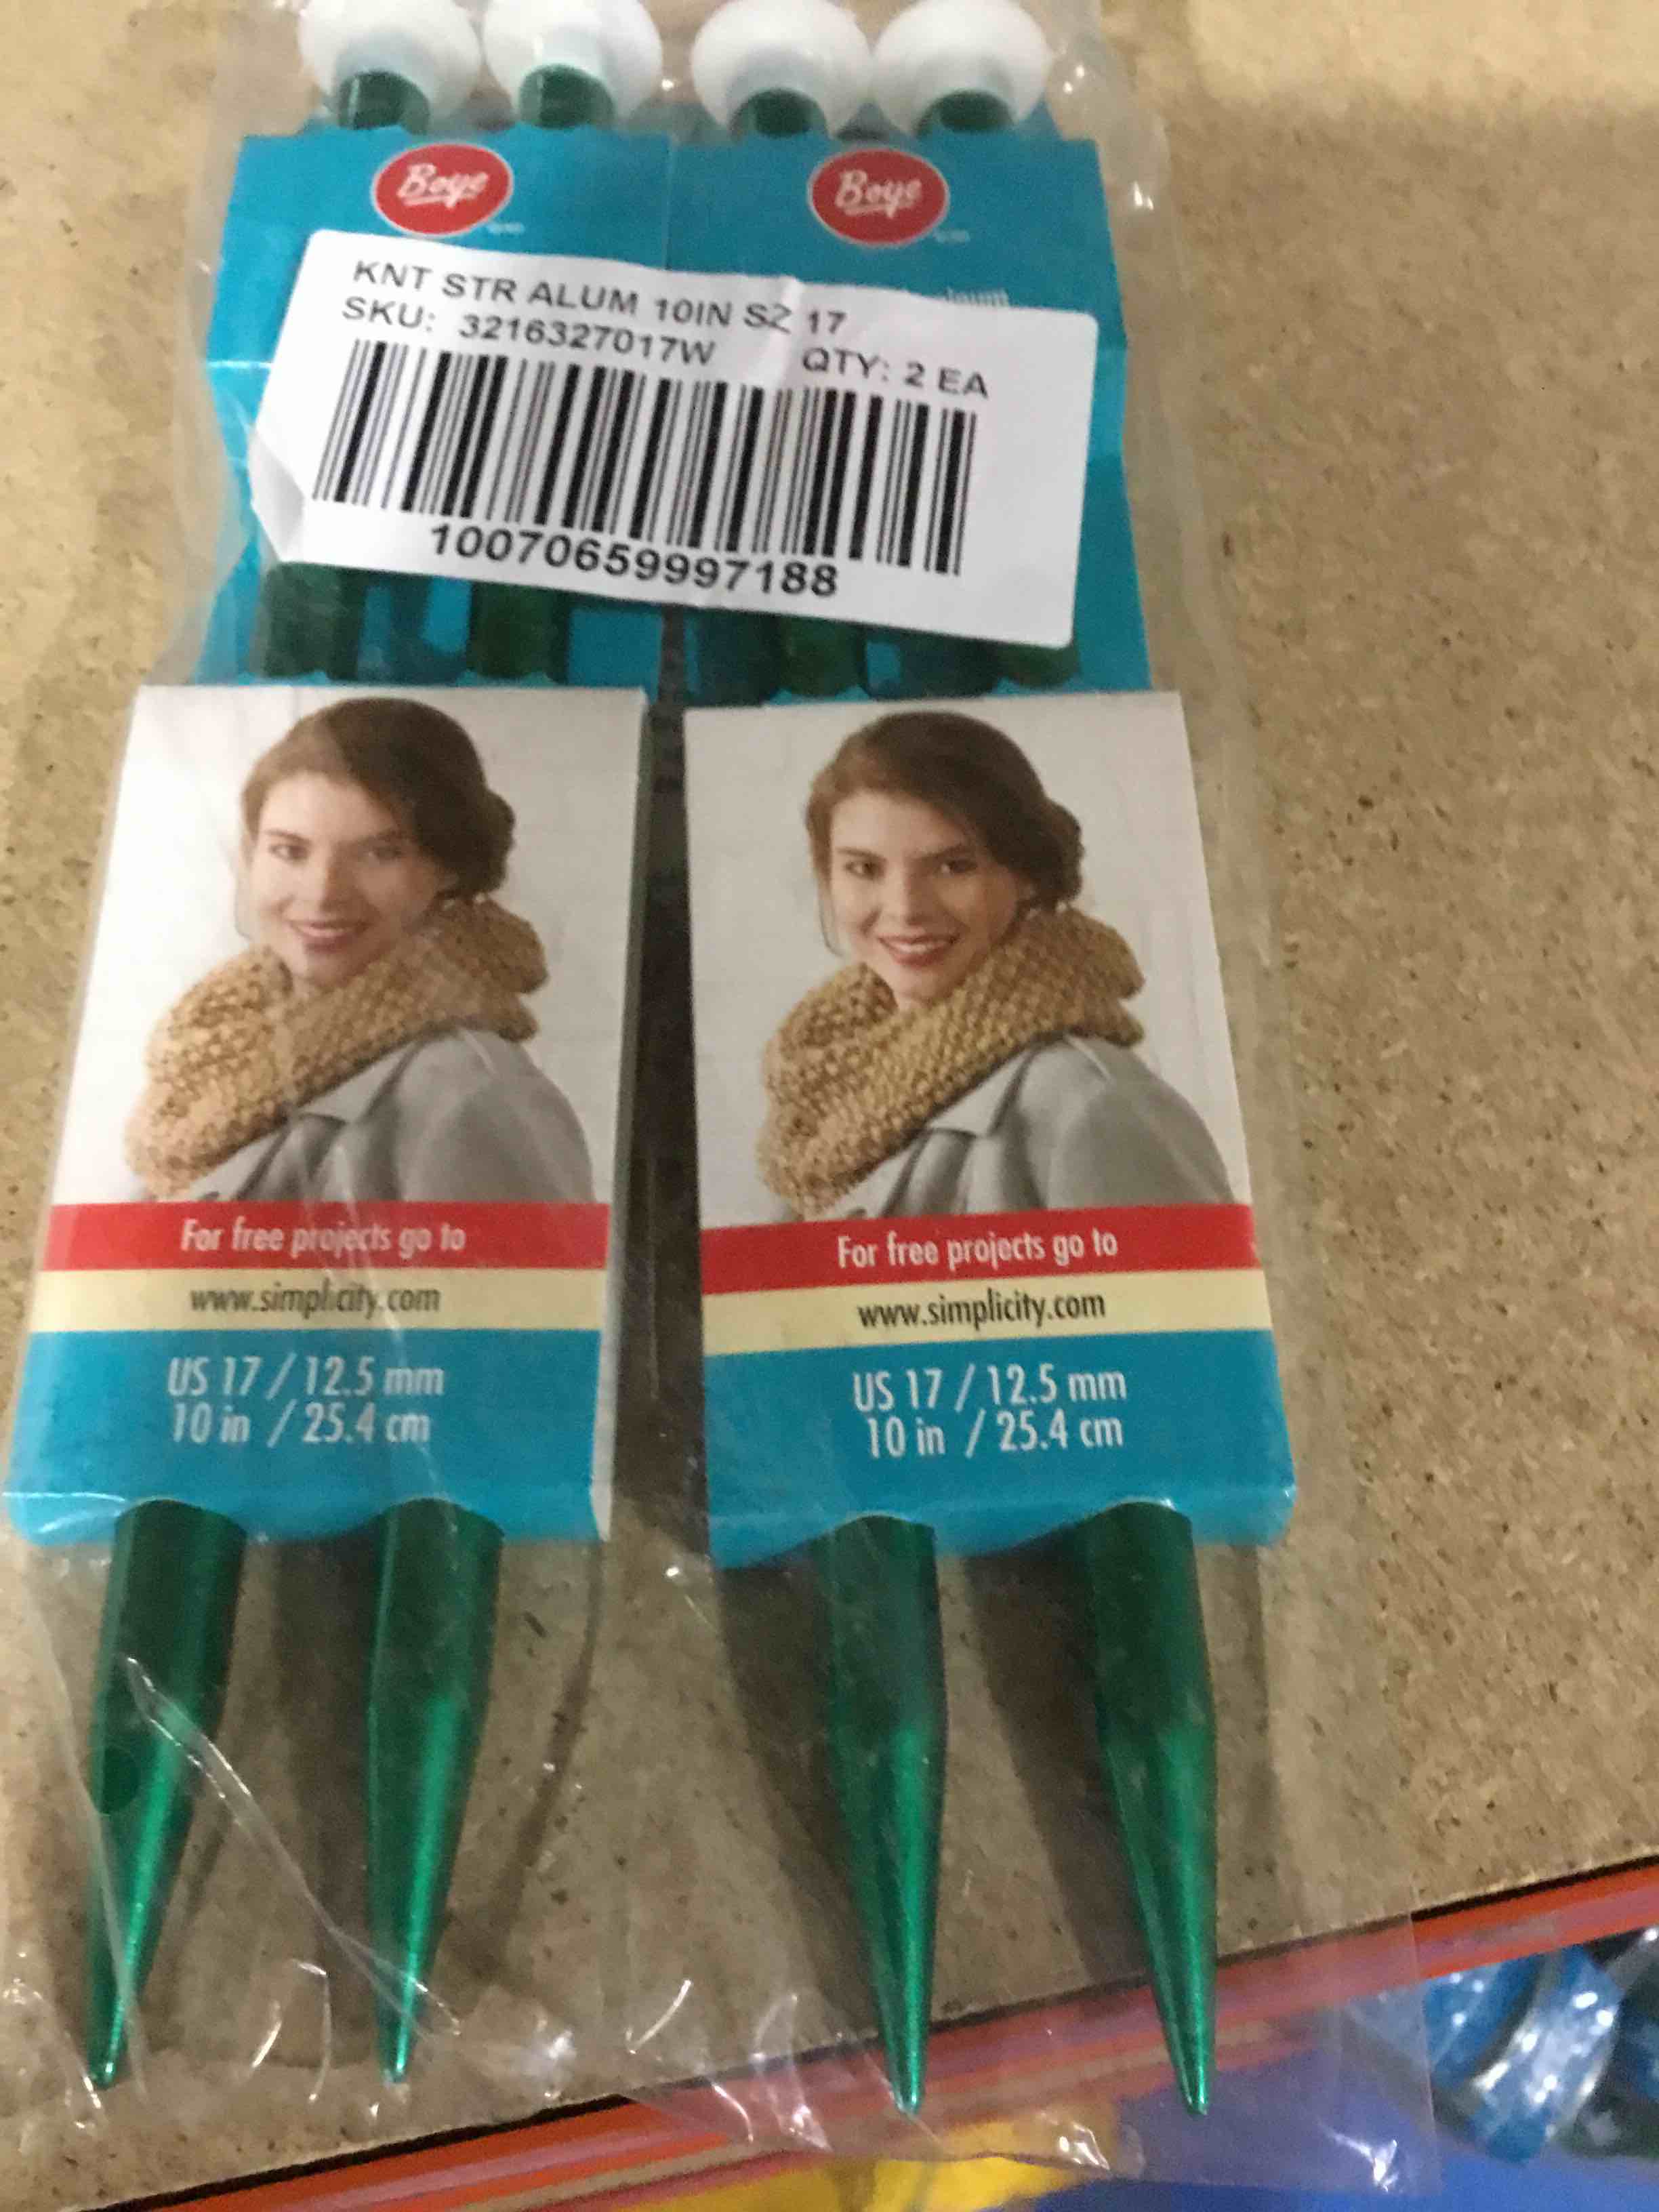 Boye
Boye
KNT STR ALUM 10IN SZ 17
SKU: 3216327017W QTY: 2 EA
10070659997188
For free projects go to
www.simplicity.com
US 17 / 12.5 mm
10 in / 25.4 cm
For free projects go to
www.simplicity.com
US 17 / 12.5 mm
10 in / 25.4 cm